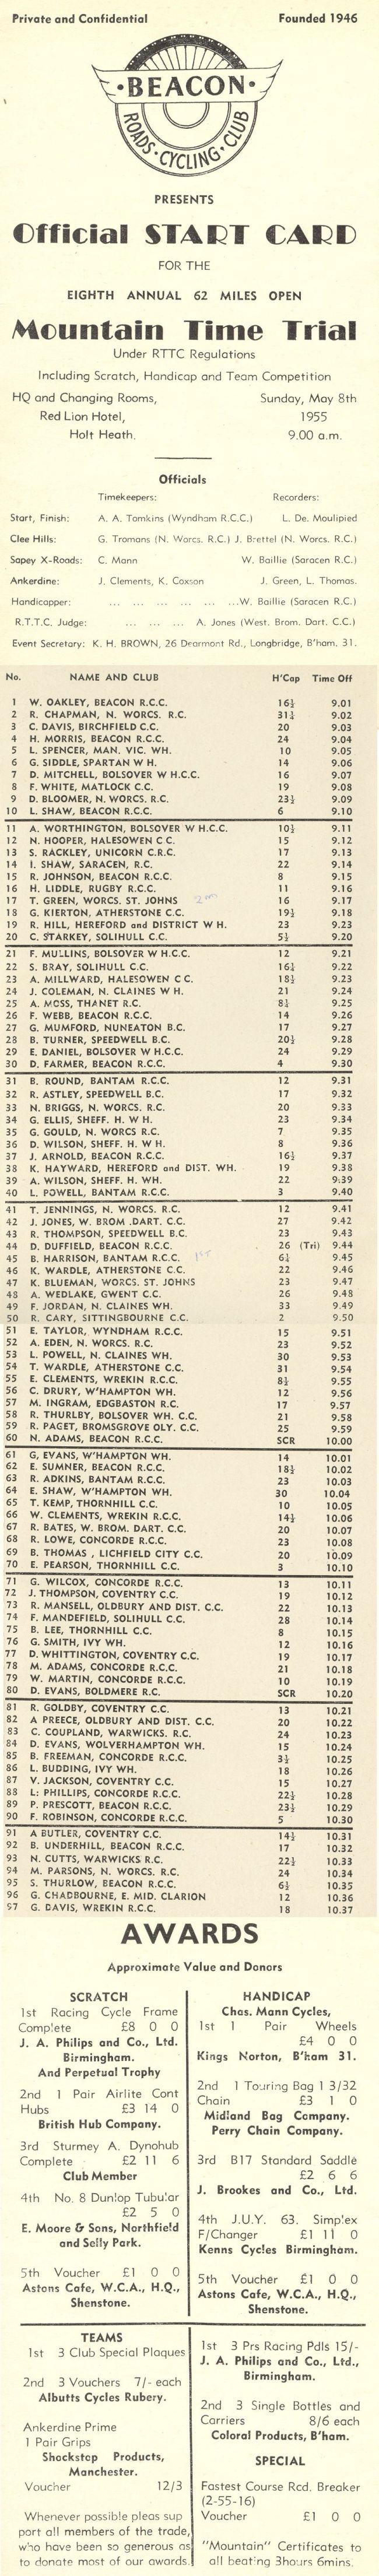 Private and Confidential Founded 1946
BEACON
ROADS · CYCLING · CLUB
PRESENTS
Official START CARD
FOR THE
EIGHTH ANNUAL 62 MILES OPEN
Mountain Time Trial
Under RTTC Regulations
Including Scratch, Handicap and Team Competition
HQ and Changing Rooms, Sunday, May 8th
Red Lion Hotel, 1955
Holt Heath. 9.00 a.m.
Officials
Timekeepers: Recorders:
Start, Finish: A. A. Tomkins (Wyndham R.C.C.) L. De. Moulipied
Clee Hills: G. Tromans (N. Worcs. R.C.) J. Brettel (N. Worcs. R.C.)
Sapey X-Roads: C. Mann W. Baillie (Saracen R.C.)
Ankerdine: J. Clements, K. Coxson J. Green, L. Thomas.
Handicapper: ... ... ... ... ... ...W. Baillie (Saracen R.C.)
R.T.T.C. Judge: ... ... ... A. Jones (West. Brom. Dart. C.C.)
Event Secretary: K. H. BROWN, 26 Dearmont Rd., Longbridge, B'ham. 31.
No. NAME AND CLUB H'Cap Time Off
1 W. OAKLEY, BEACON R.C.C. 16½ 9.01
2 R. CHAPMAN, N. WORCS. R.C. 31½ 9.02
3 C. DAVIS, BIRCHFIELD C.C. 20 9.03
4 H. MORRIS, BEACON R.C.C. 24 9.04
5 L. SPENCER, MAN. VIC. WH. 10 9.05
6 G. SIDDLE, SPARTAN W H. 14 9.06
7 D. MITCHELL, BOLSOVER W H.C.C. 16 9.07
8 F. WHITE, MATLOCK C.C. 19 9.08
9 D. BLOOMER, N. WORCS. R.C. 23½ 9.09
10 L. SHAW, BEACON R.C.C. 6 9.10
11 A. WORTHINGTON, BOLSOVER W H.C.C. 10½ 9.11
12 N. HOOPER, HALESOWEN C C. 15 9.12
13 S. RACKLEY, UNICORN C.R.C. 17 9.13
14 I. SHAW, SARACEN, R.C. 22 9.14
15 R. JOHNSON, BEACON R.C.C. 8 9.15
16 H. LIDDLE, RUGBY R.C.C. 11 9.16
17 T. GREEN, WORCS. ST. JOHNS 16 9.17
18 G. KIERTON, ATHERSTONE C.C. 19½ 9.18
19 R. HILL, HEREFORD and DISTRICT W H. 23 9.23
20 C. STARKEY, SOLIHULL C.C. 5½ 9.20
21 F. MULLINS, BOLSOVER W H.C.C. 12 9.21
22 S. BRAY, SOLIHULL C.C. 16½ 9.22
23 A. MILLWARD, HALESOWEN C C 18½ 9.23
24 J. COLEMAN, N. CLAINES W H. 21 9.24
25 A. MOSS, THANET R.C. 8½ 9.25
26 F. WEBB, BEACON R.C.C. 14 9.26
27 G. MUMFORD, NUNEATON B.C. 17 9.27
28 B. TURNER, SPEEDWELL B.C. 20½ 9.28
29 E. DANIEL, BOLSOVER W H.C.C. 24 9.29
30 D. FARMER, BEACON R.C.C. 4 9.30
31 B. ROUND, BANTAM R.C.C. 12 9.31
32 R. ASTLEY, SPEEDWELL B.C. 17 9.32
33 N. BRIGGS, N. WORCS. R.C. 20 9.33
34 G. ELLIS, SHEFF. H. W H. 23 9.34
35 G. GOULD, N. WORCS R.C. 7 9.35
36 D. WILSON, SHEFF. H. W H. 8 9.36
37 J. ARNOLD, BEACON R.C.C. 16½ 9.37
38 K. HAYWARD, HEREFORD and DIST. WH. 19 9.38
39 A. WILSON, SHEFF. H. WH. 22 9:39
40 L. POWELL, BANTAM R.C.C. 3 9.40
41 T. JENNINGS, N. WORCS. R.C. 12 9.41
42 J. JONES, W. BROM .DART. C.C. 27 9.42
43 R. THOMPSON, SPEEDWELL B.C. 23 9.43
44 D. DUFFIELD, BEACON R.C.C. 26 (Tri) 9.44
45 B. HARRISON, BANTAM R.C.C. 1ST 6½ 9.45
46 K. WARDLE, ATHERSTONE C.C. 22 9.46
47 K. BLUEMAN, WORCS. ST. JOHNS 23 9.47
48 A. WEDLAKE, GWENT C.C. 26 9.48
49 F. JORDAN, N. CLAINES WH. 33 9.49
50 R. CARY, SITTINGBOURNE C.C. 2 9.50
51 E. TAYLOR, WYNDHAM R.C.C. 15 9.51
52 A. EDEN, N. WORCS. R.C. 23 9.52
53 L. POWELL, N. CLAINES WH. 30 9.53
54 T. WARDLE, ATHERSTONE C.C. 31 9.54
55 E. CLEMENTS, WREKIN R.C.C. 8½ 9.55
56 C. DRURY, W'HAMPTON WH. 12 9.56
57 M. INGRAM, EDGBASTON R.C. 17 9.57
58 R. THURLBY, BOLSOVER WH. C.C. 21 9.58
59 R. PAGET, BROMSGROVE OLY. C.C. 25 9.59
60 N. ADAMS, BEACON R.C.C. SCR 10.00
61 G, EVANS, W'HAMPTON WH. 14 10.01
62 E. SUMNER, BEACON R.C.C. 18½ 10.02
63 R. ADKINS, BANTAM R.C.C. 23 10.03
64 E. SHAW, W'HAMPTON WH. 30 10.04
65 T. KEMP, THORNHILL C.C. 10 10.05
66 W. CLEMENTS, WREKIN R.C.C. 14½ 10.06
67 R. BATES, W. BROM. DART. C.C. 20 10.07
68 R. LOWE, CONCORDE R.C.C. 23 10.08
69 B. THOMAS , LICHFIELD CITY C.C. 20 10.09
70 E. PEARSON, THORNHILL C.C. 3 10.10
71 G. WILCOX, CONCORDE R.C.C. 13 10.11
72 J. THOMPSON, COVENTRY C.C. 19 10.12
73 R. MANSELL, OLDBURY AND DIST. C.C. 22 10.13
74 F. MANDEFIELD, SOLIHULL C.C. 28 10.14
75 B. LEE, THORNHILL C.C. 8 10.15
76 G. SMITH, IVY WH. 12 10.16
77 D. WHITTINGTON, COVENTRY C.C. 19 10.17
78 M. ADAMS, CONCORDE R.C.C. 21 10.18
79 W. MARTIN, CONCORDE R.C.C. 10 10.19
80 D. EVANS, BOLDMERE R.C. SCR 10.20
81 R. GOLDBY, COVENTRY C.C. 13 10.21
82 A PREECE, OLDBURY AND DIST. C.C. 20 10.22
83 C. COUPLAND, WARWICKS. R.C. 24 10.23
84 D. EVANS, WOLVERHAMPTON WH. 15 10.24
85 B. FREEMAN, CONCORDE R.C.C. 3½ 10.25
86 L. BUDDING, IVY WH. 18 10.26
87 V. JACKSON, COVENTRY C.C. 15 10.27
88 L: PHILLIPS, CONCORDE R.C.C. 22½ 10.28
89 P. PRESCOTT, BEACON R.C.C. 23½ 10.29
90 F. ROBINSON, CONCORDE R.C.C. 5 10.30
91 A BUTLER, COVENTRY C.C. 14½ 10.31
92 B. UNDERHILL, BEACON R.C.C. 17 10.32
93 N. CUTTS, WARWICKS R.C.C. 22½ 10.33
94 M. PARSONS, N. WORCS. R.C. 24 10.34
95 S. THURLOW, BEACON R.C.C. 6½ 10.35
96 G. CHADBOURNE, E. MID. CLARION 12 10.36
97 G. DAVIS, WREKIN R.C.C. 18 10.37
AWARDS
Approximate Value and Donors
SCRATCH
1st Racing Cycle Frame
Complete £8 0 0
J. A. Philips and Co., Ltd.
Birmingham.
And Perpetual Trophy
2nd 1 Pair Airlite Cont
Hubs £3 14 0
British Hub Company.
3rd Sturmey A. Dynohub
Complete £2 11 6
Club Member
4th No. 8 Dunlop Tubular
£2 5 0
E. Moore & Sons, Northfield
and Selly Park.
5th Voucher £1 0 0
Astons Cafe, W.C.A., H.Q.,
Shenstone.
HANDICAP
Chas. Mann Cycles,
1st 1 Pair Wheels
£4 0 0
Kings Norton, B'ham 31.
2nd 1 Touring Bag 1 3/32
Chain £3 1 0
Midland Bag Company.
Perry Chain Company.
3rd B17 Standard Saddle
£2 6 6
J. Brookes and Co., Ltd.
4th J.U.Y. 63. Simplex
F/Changer £1 11 0
Kenns Cycles Birmingham.
5th Voucher £1 0 0
Astons Cafe, W.C.A., H.Q.,
Shenstone.
TEAMS
1st 3 Club Special Plaques
2nd 3 Vouchers 7/- each
Albutts Cycles Rubery.
Ankerdine Prime
1 Pair Grips
Shockstop Products,
Manchester.
Voucher 12/3
Whenever possible pleas sup
port all members of the trade,
who have been so generous as
to donate most of our awards.
1st 3 Prs Racing Pdls 15/-
J. A. Philips and Co., Ltd.,
Birmingham.
2nd 3 Single Bottles and
Carriers 8/6 each
Coloral Products, B'ham.
SPECIAL
Fastest Course Rcd. Breaker
(2-55-16)
Voucher £1 0 0
"Mountain" Certificates to
all beating 3hours 6mins.